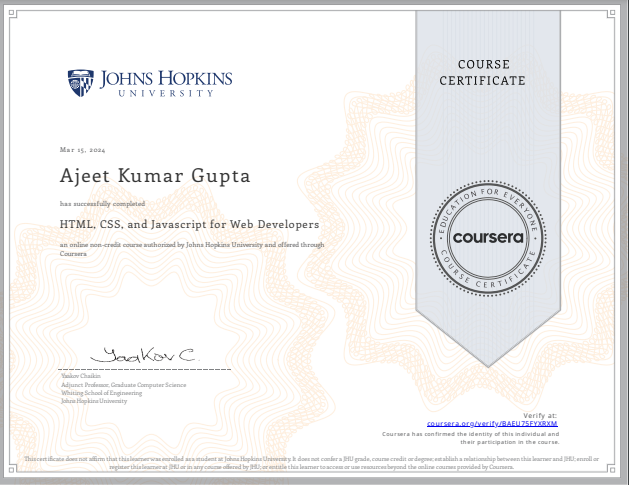 JOHNS HOPKINS
UNIVERSITY
COURSE
CERTIFICATE
Mar 15, 2024
Ajeet Kumar Gupta
has successfully completed
HTML, CSS, and Javascript for Web Developers
an online non-credit course authorized by Johns Hopkins University and offered through
Coursera
EDUCATION FOR EVERYONE
coursera
COURSE CERTIFICATE
Yaakov C.
Yaakov Chaikin
Adjunct Professor, Graduate Computer Science
Whiting School of Engineering
Johns Hopkins University
Verify at:
coursera.org/verify/BAEU75FYXRXM
Coursera has confirmed the identity of this individual and
their participation in the course.
This certificate does not affirm that this learner was enrolled as a student at Johns Hopkins University. It does not confer a JHU grade, course credit or degree; establish a relationship between this learner and JHU; enroll or
register this learner at JHU or in any course offered by JHU; or entitle this learner to access or use resources beyond the online courses provided by Coursera.